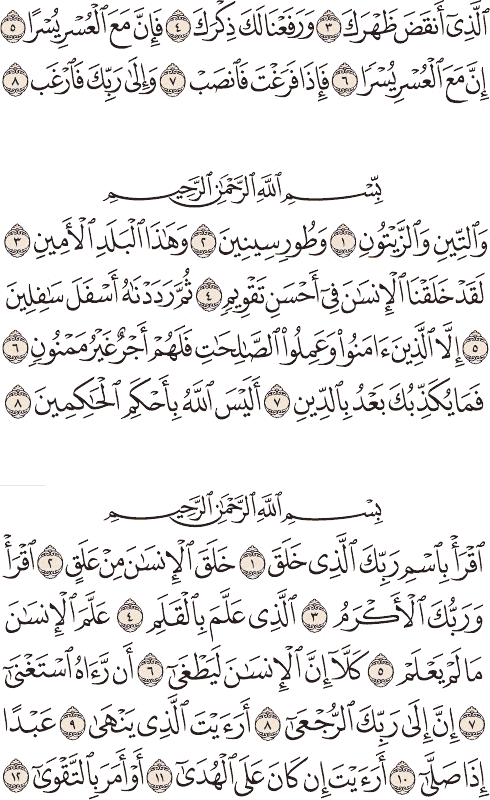 ٱلَّذِىٓ أَنقَضَ ظَهْرَكَ ٣ وَرَفَعْنَا لَكَ ذِكْرَكَ ٤ فَإِنَّ مَعَ ٱلْعُسْرِ يُسْرًا ٥
إِنَّ مَعَ ٱلْعُسْرِ يُسْرًا ٦ فَإِذَا فَرَغْتَ فَٱنصَبْ ٧ وَإِلَىٰ رَبِّكَ فَٱرْغَب ٨
بِّسْمِ ٱللَّهِ ٱلرَّحْمَٰنِ ٱلرَّحِيمِ
وَٱلتِّينِ وَٱلزَّيْتُونِ ١ وَطُورِ سِينِينَ ٢ وَهَٰذَا ٱلْبَلَدِ ٱلْأَمِينِ ٣
لَقَدْ خَلَقْنَا ٱلْإِنسَٰنَ فِىٓ أَحْسَنِ تَقْوِيمٍ ٤ ثُمَّ رَدَدْنَٰهُ أَسْفَلَ سَٰفِلِينَ
٥ إِلَّا ٱلَّذِينَ ءَامَنُوا۟ وَعَمِلُوا۟ ٱلصَّٰلِحَٰتِ فَلَهُمْ أَجْرٌ غَيْرُ مَمْنُونٍ ٦
فَمَا يُكَذِّبُكَ بَعْدُ بِٱلدِّينِ ٧ أَلَيْسَ ٱللَّهُ بِأَحْكَمِ ٱلْحَٰكِمِينَ ٨
بِسْمِ ٱللَّهِ ٱلرَّحْمَٰنِ ٱلرَّحِيمِ
ٱقْرَأْ بِٱسْمِ رَبِّكَ ٱلَّذِى خَلَقَ ١ خَلَقَ ٱلْإِنسَٰنَ مِنْ عَلَقٍ ٢ ٱقْرَأْ
وَرَبُّكَ ٱلْأَكْرَمُ ٣ ٱلَّذِى عَلَّمَ بِٱلْقَلَمِ ٤ عَلَّمَ ٱلْإِنسَٰنَ
مَا لَمْ يَعْلَمْ ٥ كَلَّآ إِنَّ ٱلْإِنسَٰنَ لَيَطْغَىٰٓ ٦ أَن رَّءَاهُ ٱسْتَغْنَىٰٓ
٧ إِنَّ إِلَىٰ رَبِّكَ ٱلرُّجْعَىٰٓ ٨ أَرَءَيْتَ ٱلَّذِى يَنْهَىٰ ٩ عَبْدًا
إِذَا صَلَّىٰٓ ١٠ أَرَءَيْتَ إِن كَانَ عَلَى ٱلْهُدَىٰٓ ١١ أَوْ أَمَرَ بِٱلتَّقْوَىٰٓ ١٢